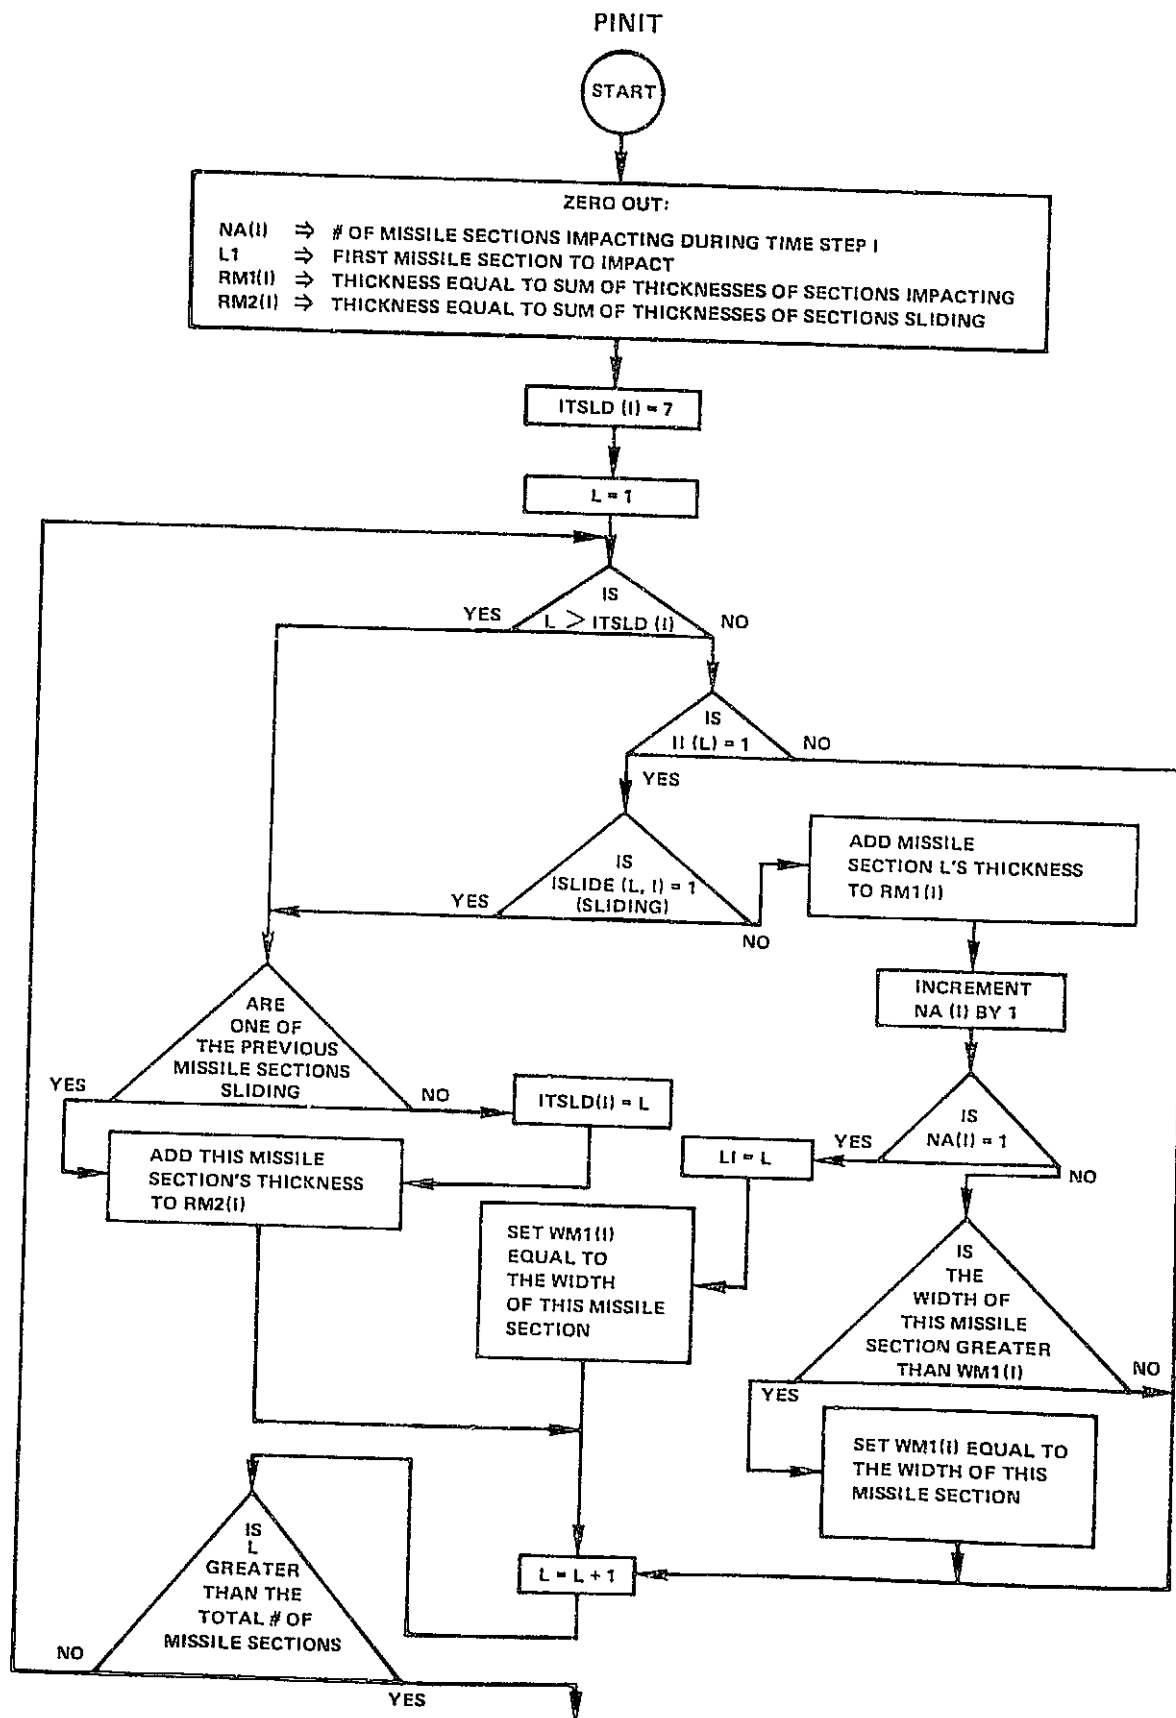 PINIT
START
ZERO OUT:
NA(I) ⇒ # OF MISSILE SECTIONS IMPACTING DURING TIME STEP I
L1 ⇒ FIRST MISSILE SECTION TO IMPACT
RM1(I) ⇒ THICKNESS EQUAL TO SUM OF THICKNESSES OF SECTIONS IMPACTING
RM2(I) ⇒ THICKNESS EQUAL TO SUM OF THICKNESSES OF SECTIONS SLIDING
ITSLD (I) = 7
L = 1
IS
L > ITSLD (I)
YES
NO
IS
II (L) = 1
NO
YES
IS
ISLIDE (L, I) = 1
(SLIDING)
YES
NO
ADD MISSILE
SECTION L'S THICKNESS
TO RM1(I)
INCREMENT
NA (I) BY 1
ARE
ONE OF
THE PREVIOUS
MISSILE SECTIONS
SLIDING
YES
NO
ITSLD(I) = L
IS
NA(I) = 1
YES
NO
LI = L
ADD THIS MISSILE
SECTION'S THICKNESS
TO RM2(I)
SET WM1(I)
EQUAL TO
THE WIDTH
OF THIS MISSILE
SECTION
IS
THE
WIDTH OF
THIS MISSILE
SECTION GREATER
THAN WM1(I)
YES
NO
SET WM1(I) EQUAL TO
THE WIDTH OF THIS
MISSILE SECTION
L = L + 1
IS
L
GREATER
THAN THE
TOTAL # OF
MISSILE SECTIONS
NO
YES